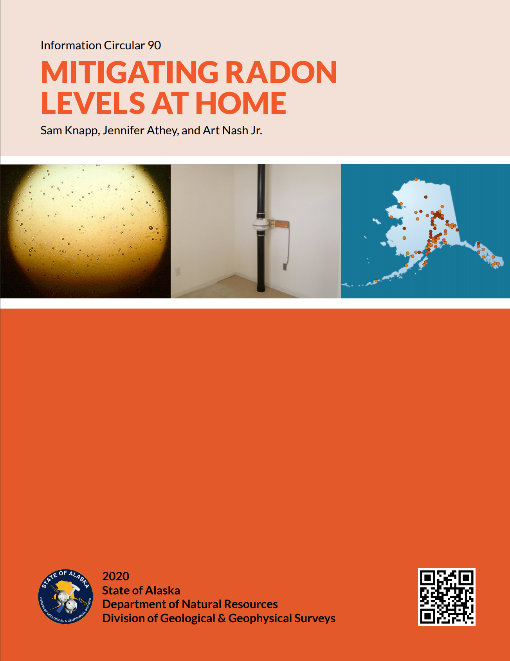 Information Circular 90
MITIGATING RADON
LEVELS AT HOME
Sam Knapp, Jennifer Athey, and Art Nash Jr.
STATE OF ALASKA
2020
State of Alaska
Department of Natural Resources
Division of Geological & Geophysical Surveys